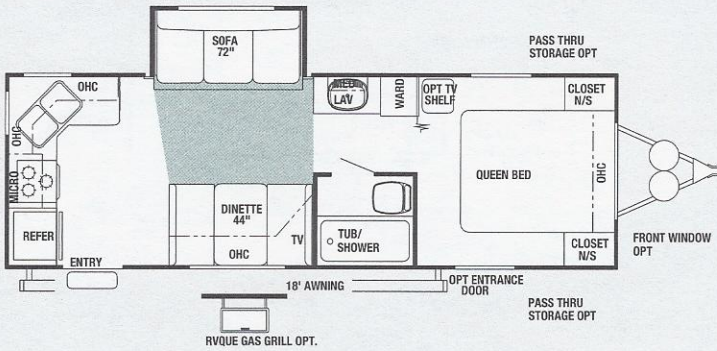 SOFA
72"
PASS THRU
STORAGE OPT
OHC
MED
LAV
WARD
OPT TV
SHELF
CLOSET
N/S
OHC
MICRO
QUEEN BED
OHC
REFER
DINETTE
44"
OHC
TV
TUB/
SHOWER
CLOSET
N/S
FRONT WINDOW
OPT
ENTRY
18' AWNING
OPT ENTRANCE
DOOR
PASS THRU
STORAGE OPT
RVQUE GAS GRILL OPT.